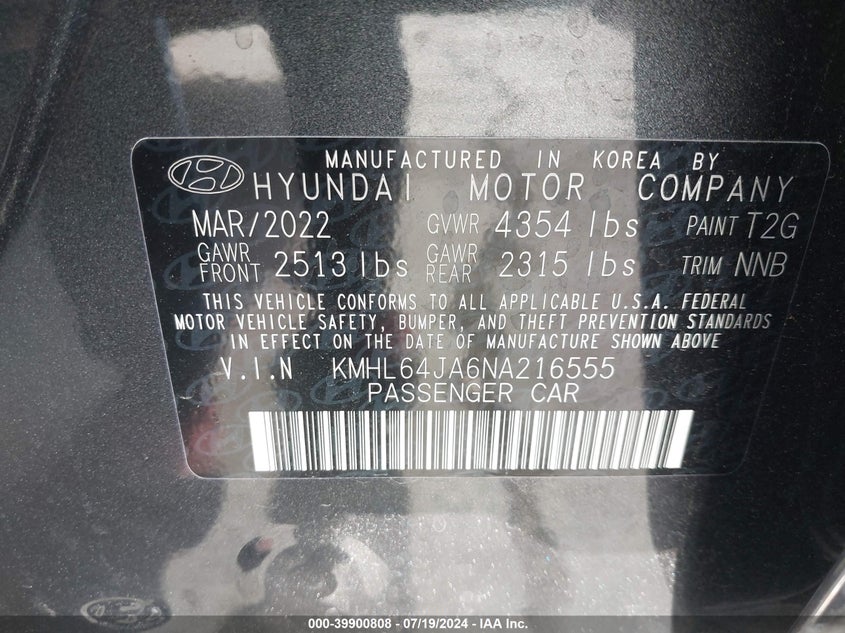 MANUFACTURED IN KOREA BY
HYUNDAI MOTOR COMPANY
MAR/2022 GVWR 4354 lbs PAINT T2G
GAWR FRONT 2513 lbs GAWR REAR 2315 lbs TRIM NNB
THIS VEHICLE CONFORMS TO ALL APPLICABLE U.S.A. FEDERAL
MOTOR VEHICLE SAFETY, BUMPER, AND THEFT PREVENTION STANDARDS
IN EFFECT ON THE DATE OF MANUFACTURE SHOWN ABOVE
V.I.N KMHL64JA6NA216555
PASSENGER CAR
000-39900808 - 07/19/2024 - IAA Inc.